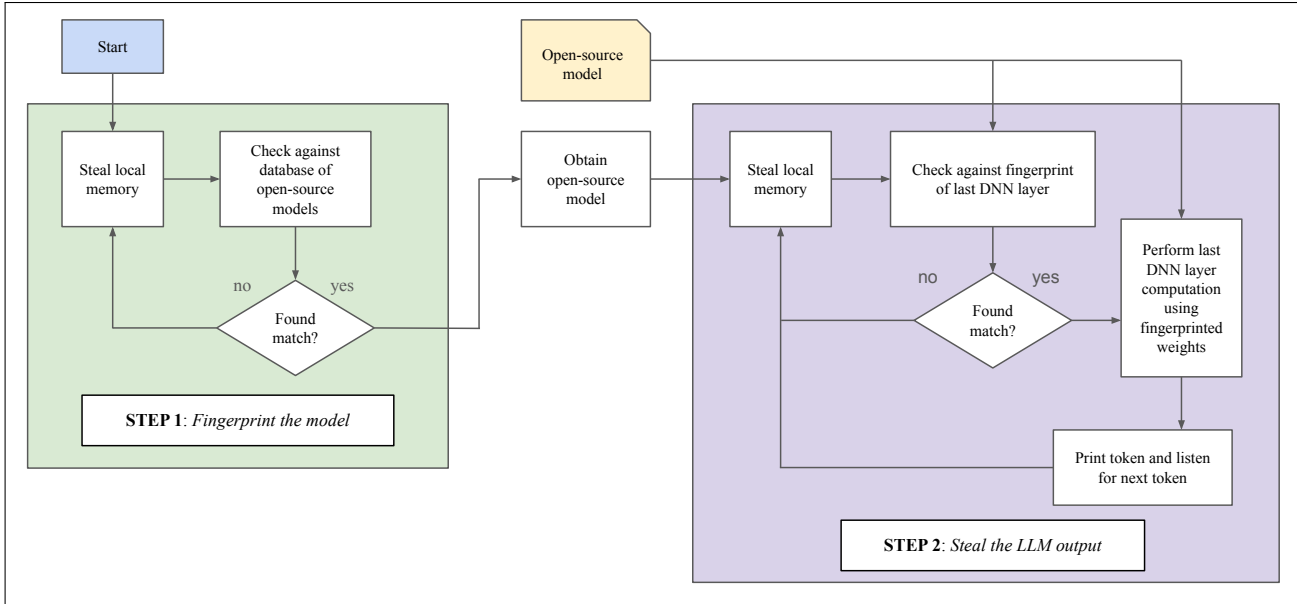 Start
Steal local
memory
Check against
database of
open-source
models
no
yes
Found
match?
STEP 1: Fingerprint the model
Open-source
model
Obtain
open-source
model
Steal local
memory
Check against fingerprint
of last DNN layer
no
yes
Found
match?
Perform last
DNN layer
computation
using
fingerprinted
weights
Print token and listen
for next token
STEP 2: Steal the LLM output